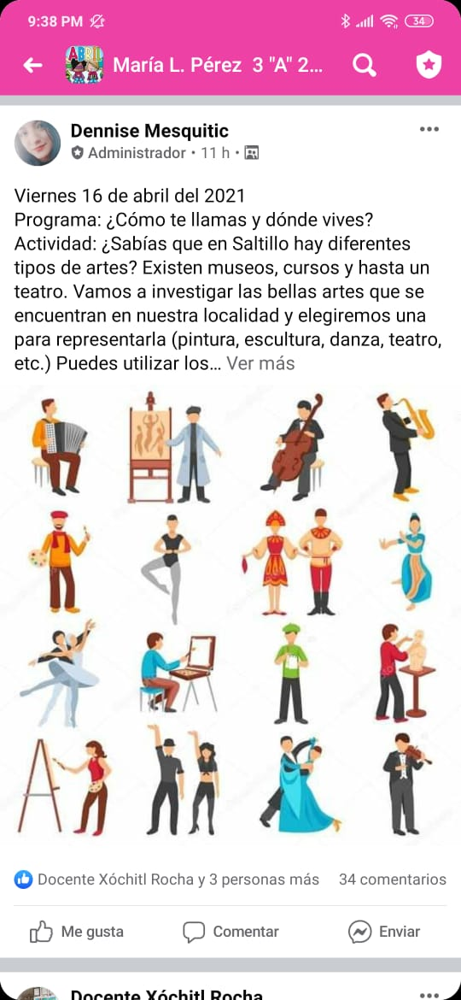 9:38 PM
34
ABRIL
María L. Pérez 3 "A" 2...
Dennise Mesquitic
Administrador • 11 h •
Viernes 16 de abril del 2021
Programa: ¿Cómo te llamas y dónde vives?
Actividad: ¿Sabías que en Saltillo hay diferentes
tipos de artes? Existen museos, cursos y hasta un
teatro. Vamos a investigar las bellas artes que se
encuentran en nuestra localidad y elegiremos una
para representarla (pintura, escultura, danza, teatro,
etc.) Puedes utilizar los... Ver más
Docente Xóchitl Rocha y 3 personas más 34 comentarios
Me gusta Comentar Enviar
Docente Xóchitl Rocha